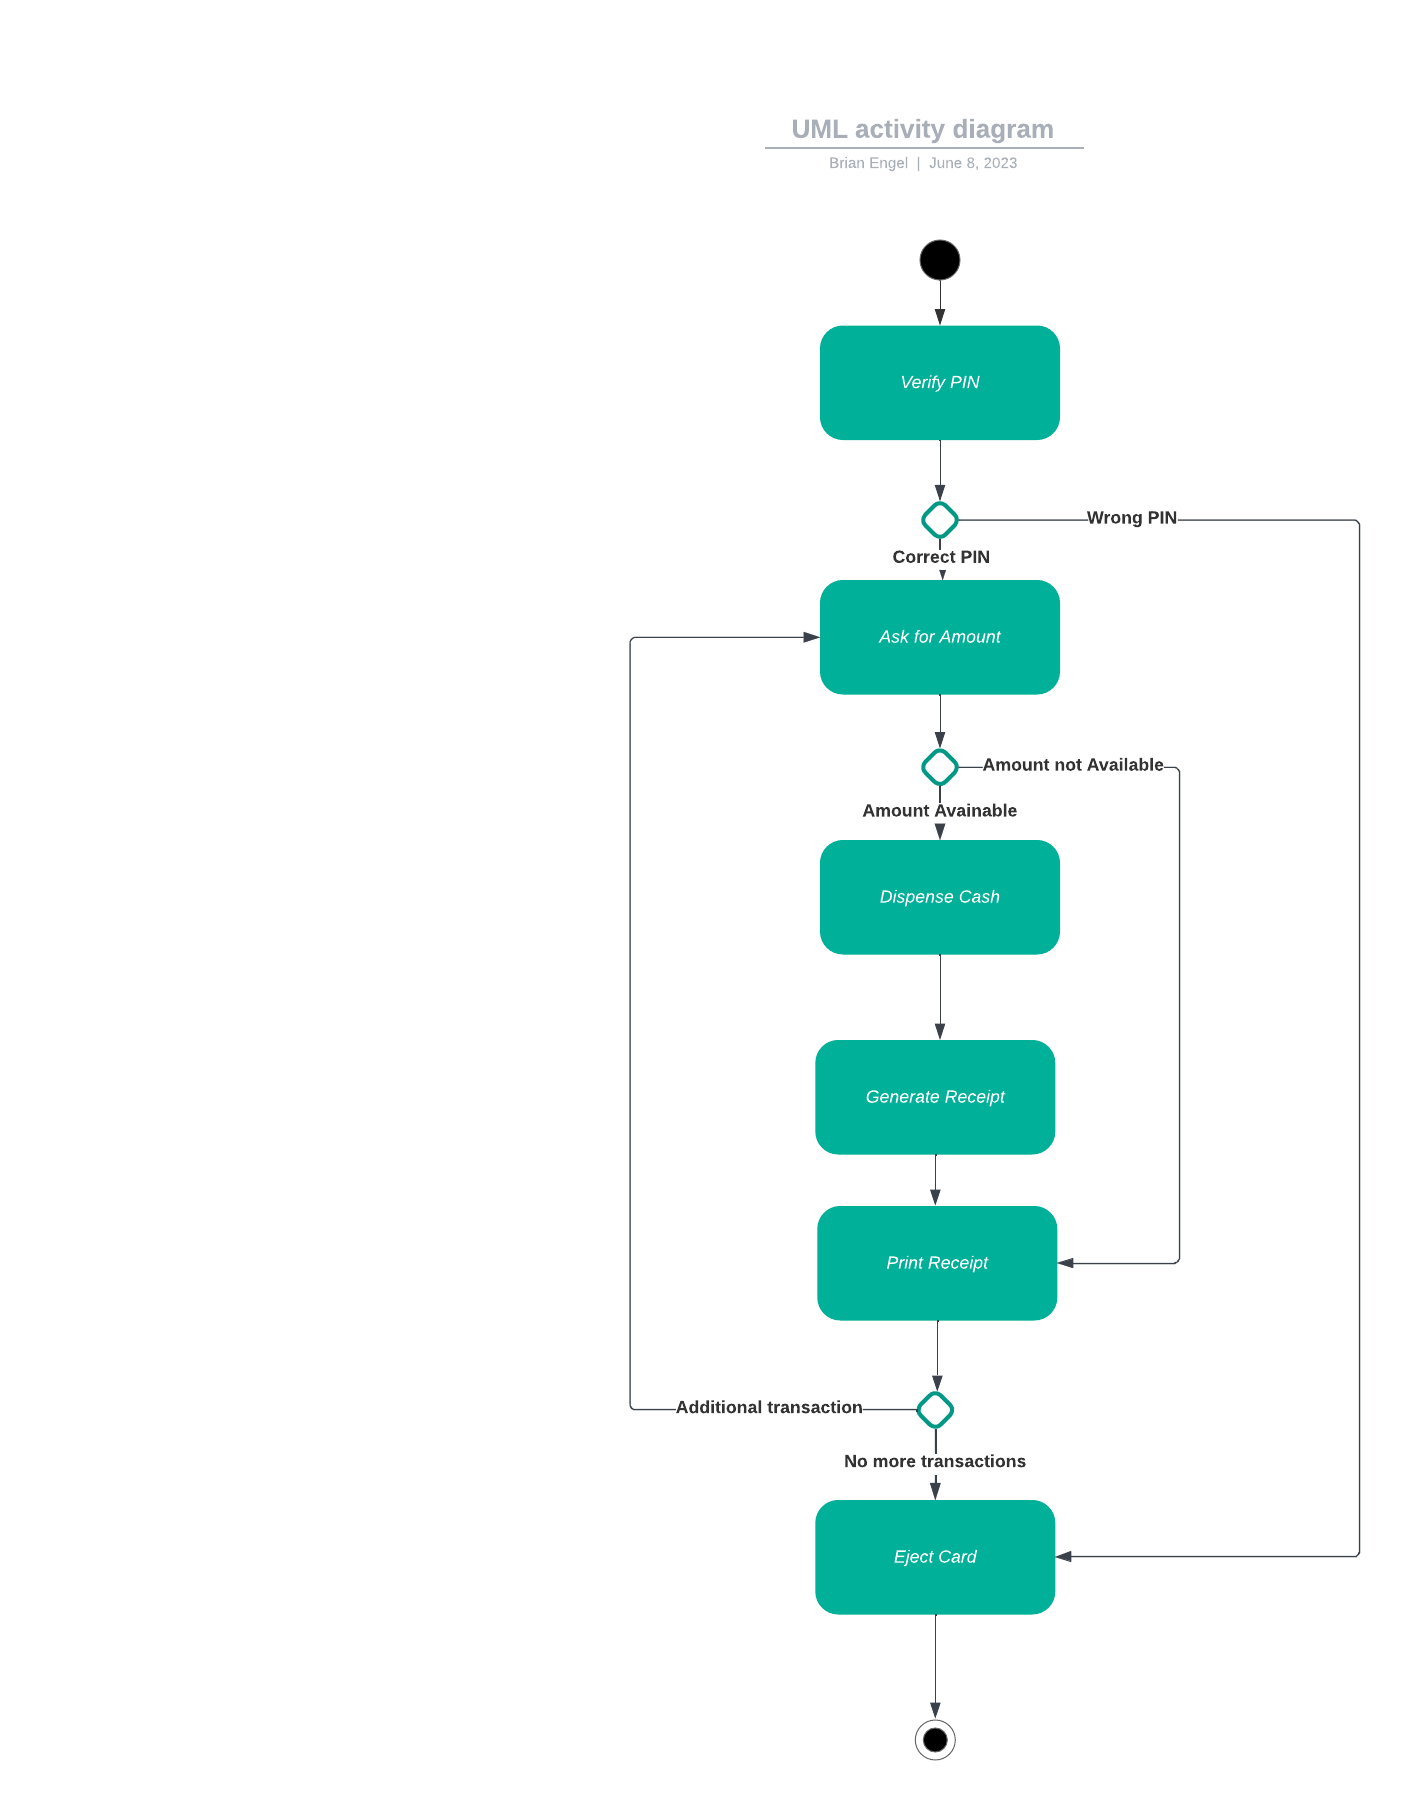 UML activity diagram
Brian Engel | June 8, 2023
Verify PIN
Wrong PIN
Correct PIN
Ask for Amount
Amount not Available
Amount Avainable
Dispense Cash
Generate Receipt
Print Receipt
Additional transaction
No more transactions
Eject Card